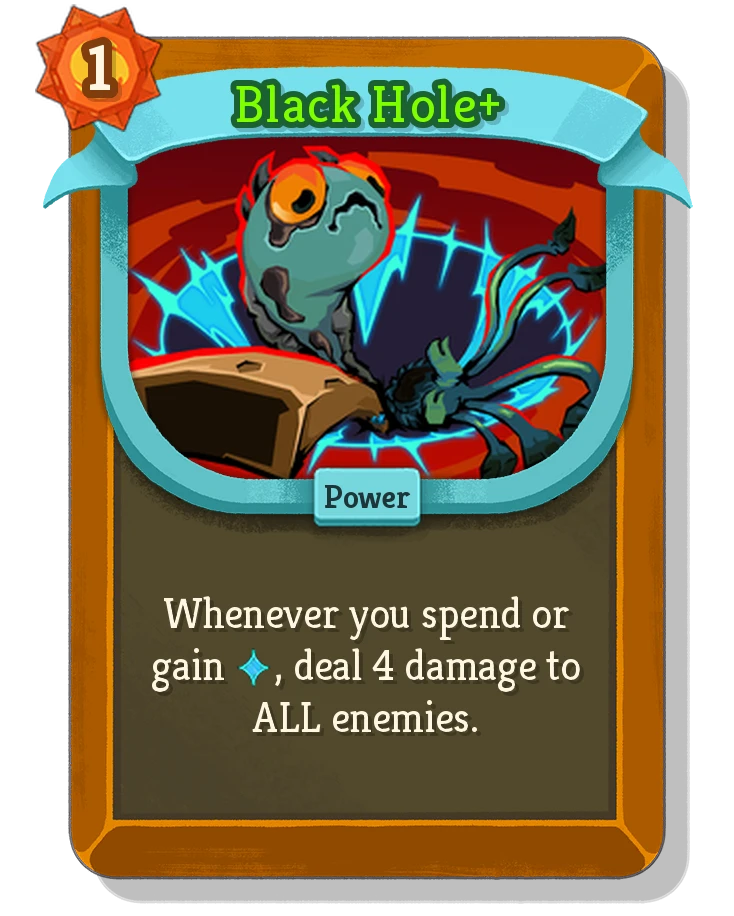 1
Black Hole+
Power
Whenever you spend or
gain , deal 4 damage to
ALL enemies.